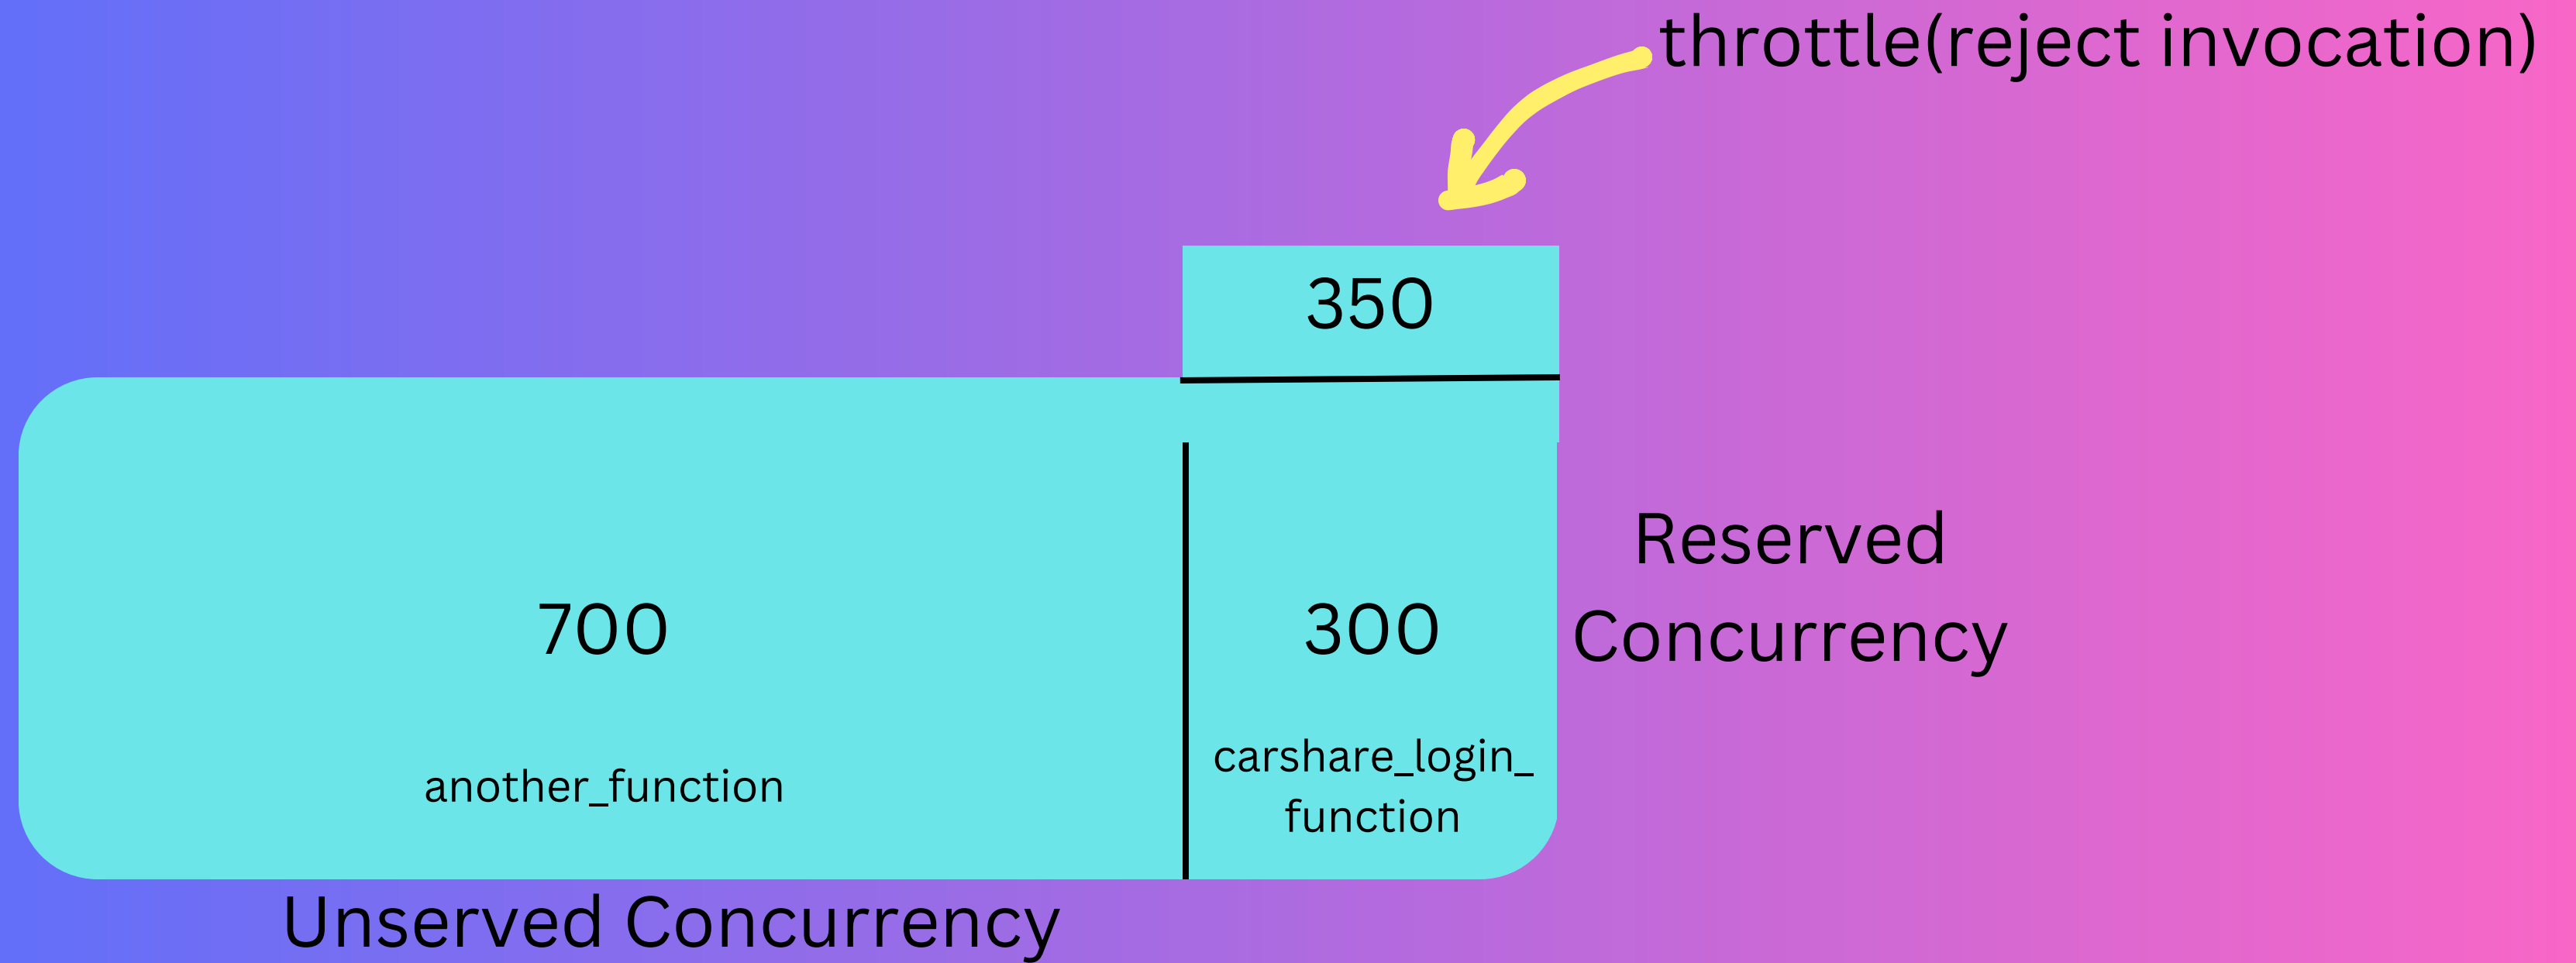 throttle(reject invocation)
350
700
300
Reserved
Concurrency
another_function
carshare_login_
function
Unserved Concurrency